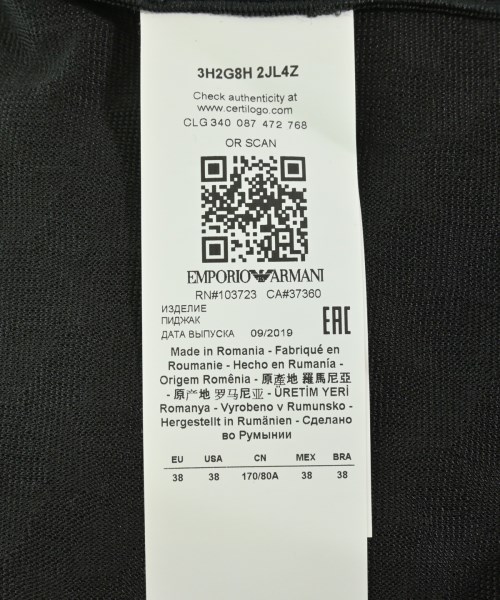 3H2G8H 2JL4Z
Check authenticity at
www.certilogo.com
CLG 340 087 472 768
OR SCAN
EMPORIO ARMANI
RN#103723 CA#37360
ИЗДЕЛИЕ
ПИДЖАК
ДАТА ВЫПУСКА 09/2019
EAC
Made in Romania - Fabriqué en
Roumanie - Hecho en Rumanía -
Origem Romênia - 原產地 羅馬尼亞
- 原产地 罗马尼亚 - ÜRETİM YERİ
Romanya - Vyrobeno v Rumunsko -
Hergestellt in Rumänien - Сделано
во Румынии
EU USA CN MEX BRA
38 38 170/80A 38 38